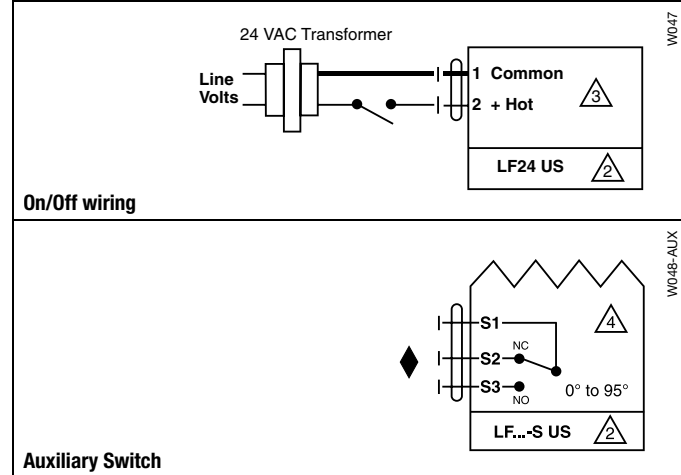 24 VAC Transformer
W047
Line
Volts
1 Common
2 + Hot
3
LF24 US
2
On/Off wiring
W048-AUX
S1
4
S2
NC
S3
NO
0° to 95°
LF...-S US
2
Auxiliary Switch